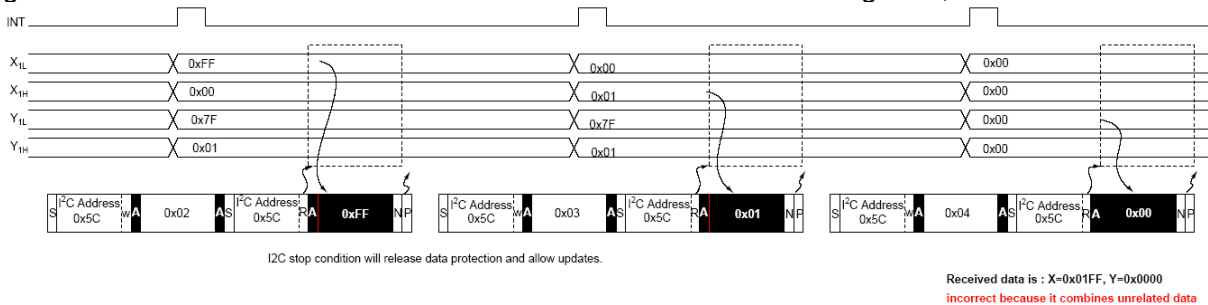 INT
X1L 0xFF 0x00 0x00
X1H 0x00 0x01 0x00
Y1L 0x7F 0x7F 0x00
Y1H 0x01 0x01 0x00
S I²C Address 0x5C w A 0x02 A S I²C Address 0x5C R A 0xFF N P
S I²C Address 0x5C w A 0x03 A S I²C Address 0x5C R A 0x01 N P
S I²C Address 0x5C w A 0x04 A S I²C Address 0x5C R A 0x00 N P
I2C stop condition will release data protection and allow updates.
Received data is : X=0x01FF, Y=0x0000
incorrect because it combines unrelated data